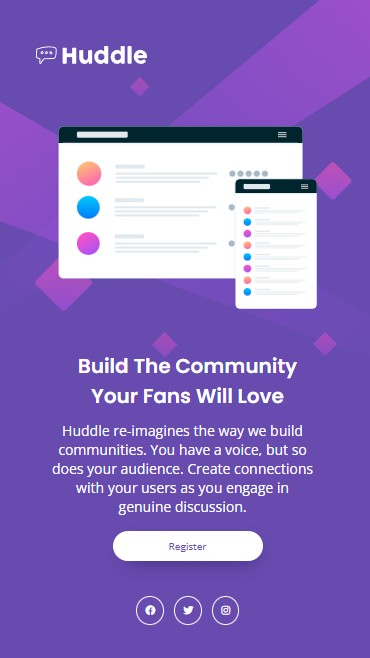 Huddle
Build The Community
Your Fans Will Love
Huddle re-imagines the way we build
communities. You have a voice, but so
does your audience. Create connections
with your users as you engage in
genuine discussion.
Register